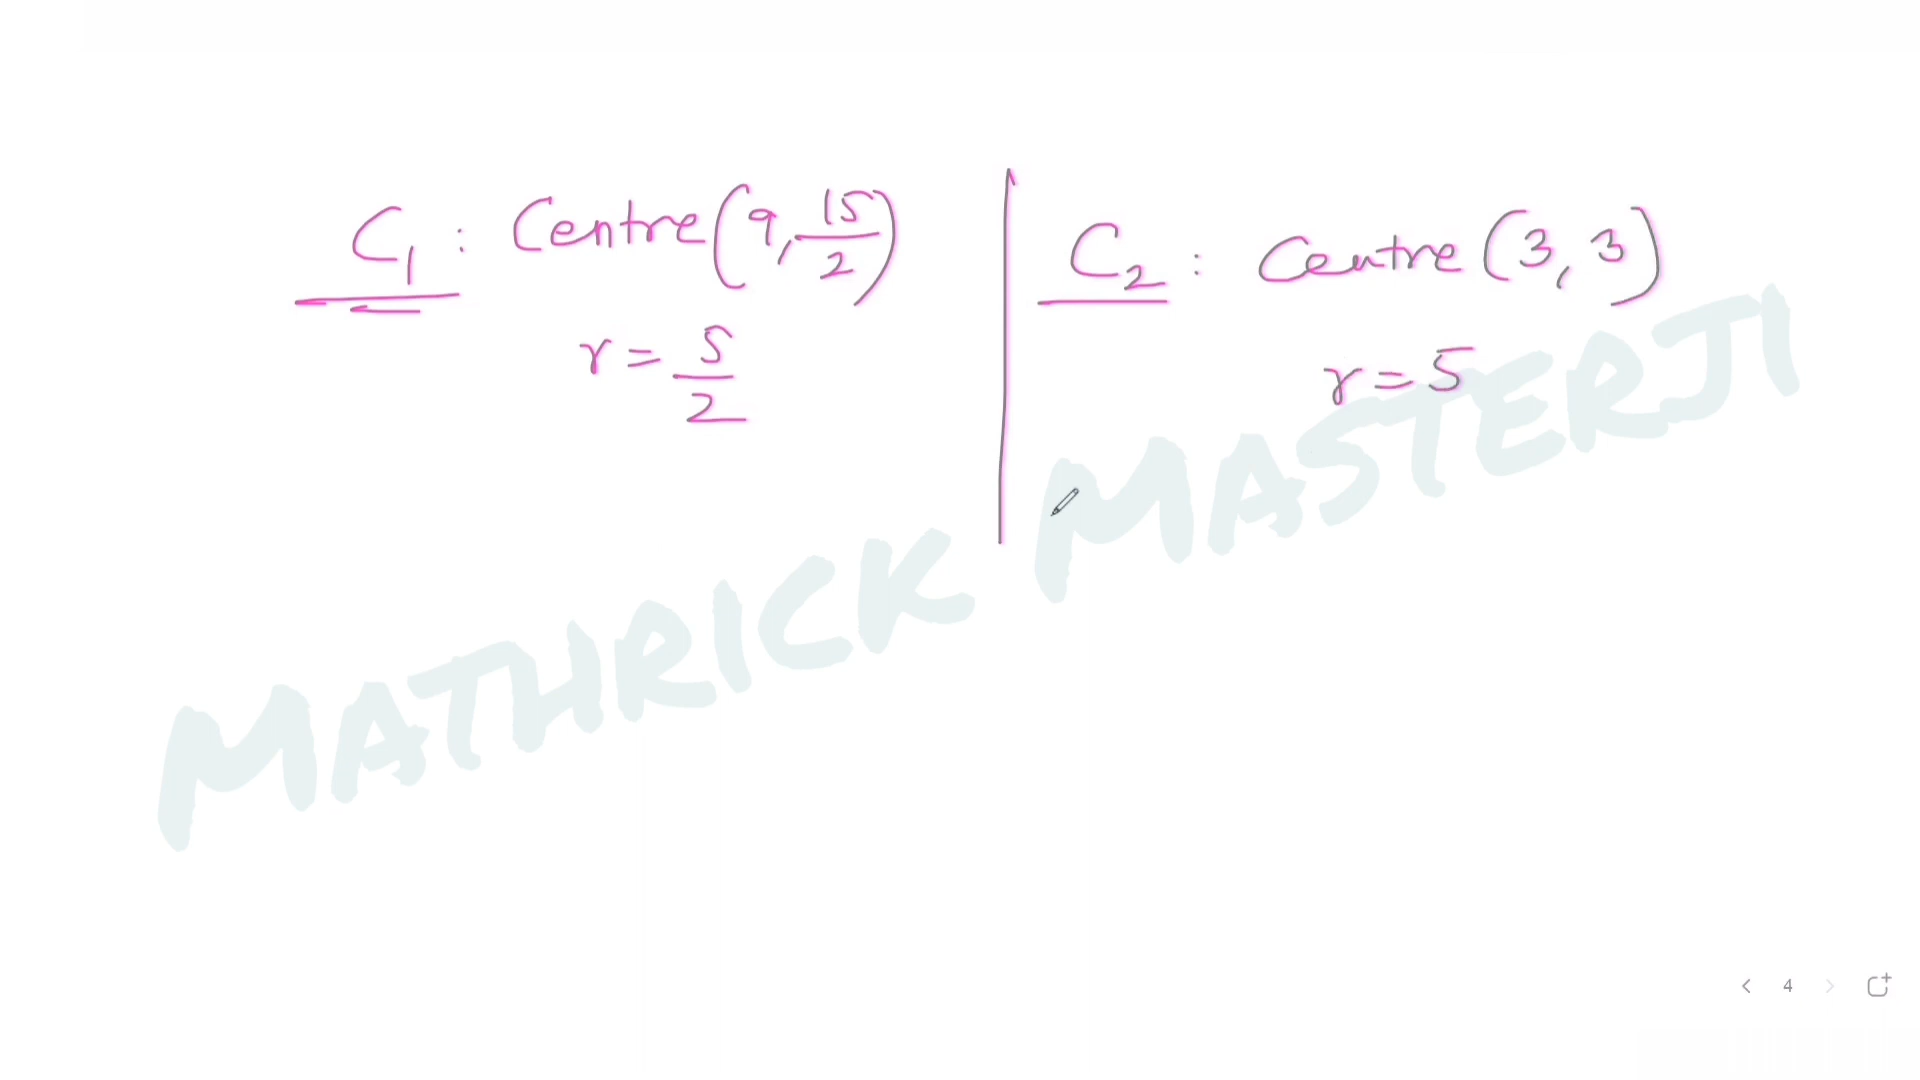 C₁ : Centre(9, 15/2)
r = 5/2
C₂ : Centre(3, 3)
r = 5
MATHRICK MASTERJI
4